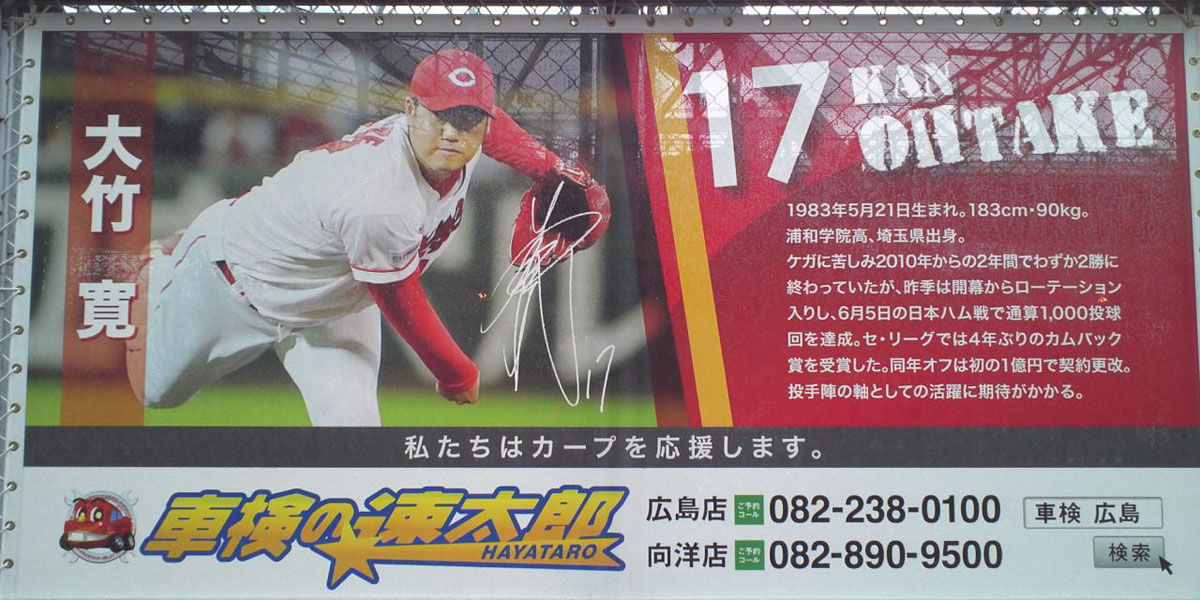 大竹
寛
17
KAN
OHTAKE
17
1983年5月21日生まれ。183cm・90kg。
浦和学院高、埼玉県出身。
ケガに苦しみ2010年からの2年間でわずか2勝に
終わっていたが、昨季は開幕からローテーション
入りし、6月5日の日本ハム戦で通算1,000投球
回を達成。セ・リーグでは4年ぶりのカムバック
賞を受賞した。同年オフは初の1億円で契約更改。
投手陣の軸としての活躍に期待がかかる。
私たちはカープを応援します。
車検の速太郎
HAYATARO
広島店 ご予約コール 082-238-0100
向洋店 ご予約コール 082-890-9500
車検 広島
検索